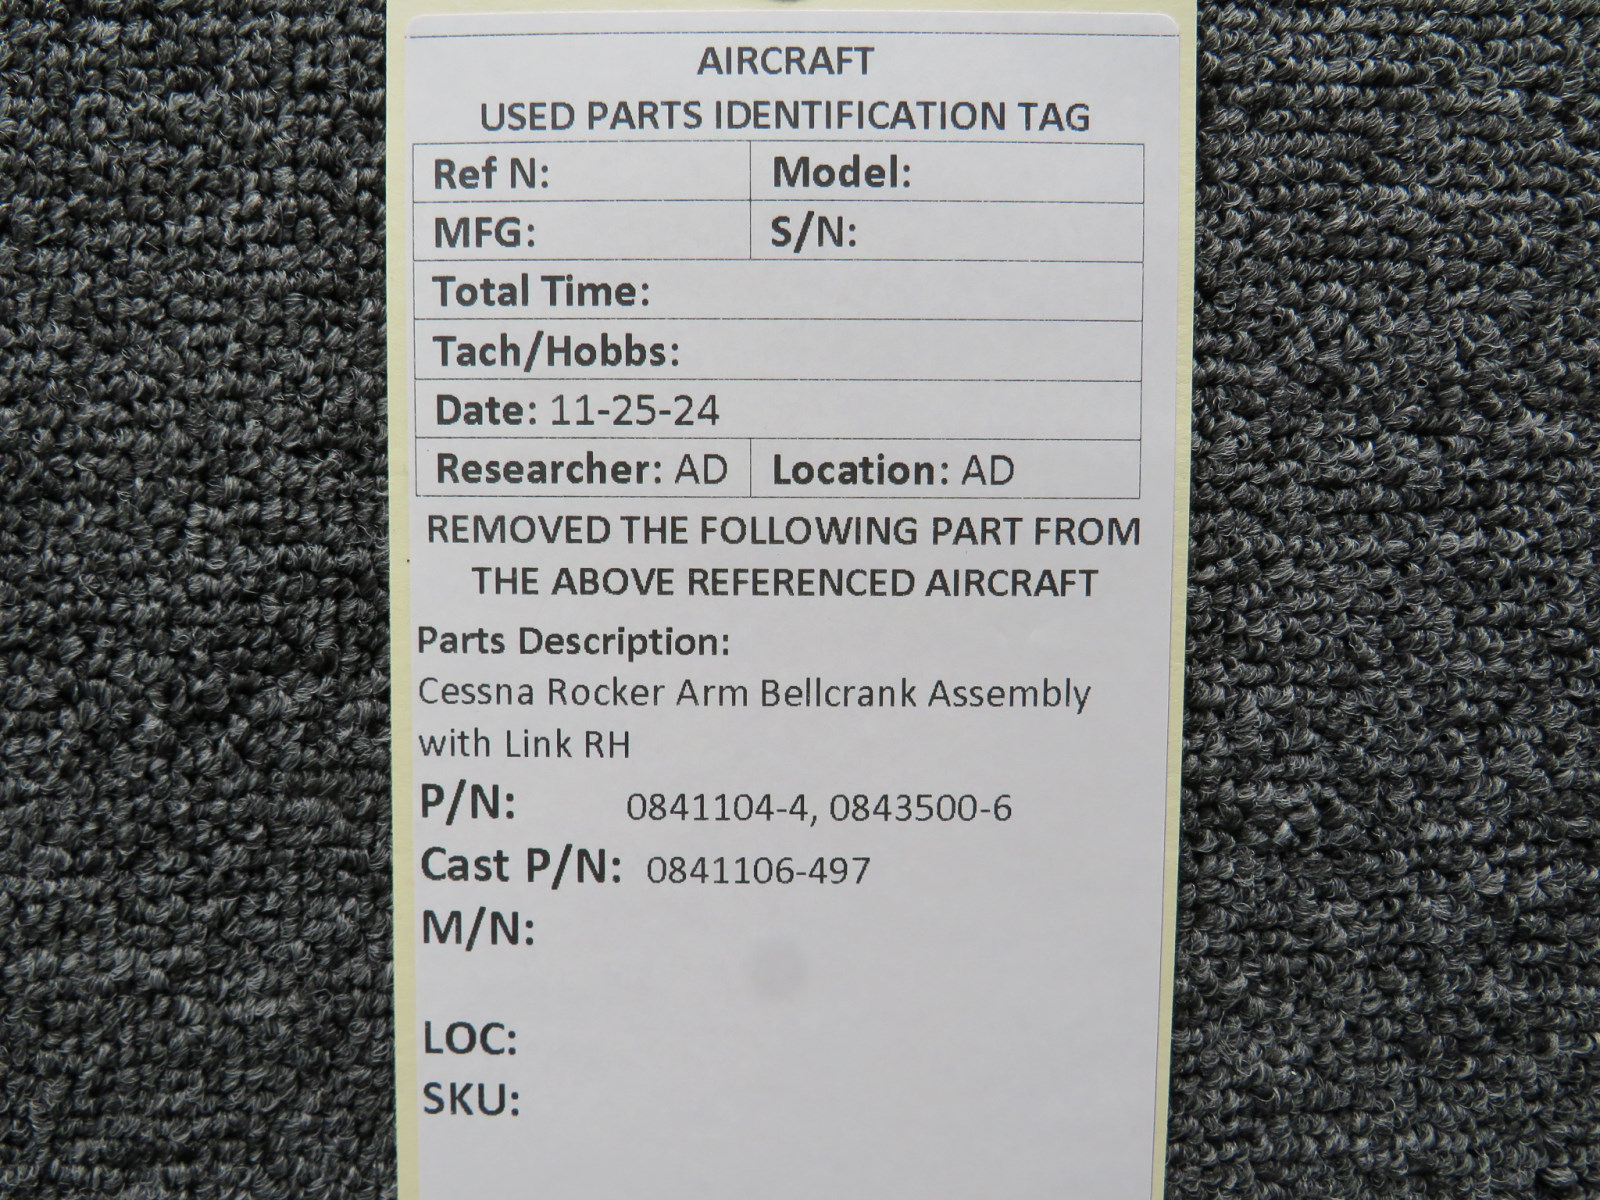 AIRCRAFT
USED PARTS IDENTIFICATION TAG
Ref N: Model:
MFG: S/N:
Total Time:
Tach/Hobbs:
Date: 11-25-24
Researcher: AD Location: AD
REMOVED THE FOLLOWING PART FROM
THE ABOVE REFERENCED AIRCRAFT
Parts Description:
Cessna Rocker Arm Bellcrank Assembly
with Link RH
P/N: 0841104-4, 0843500-6
Cast P/N: 0841106-497
M/N:
LOC:
SKU: